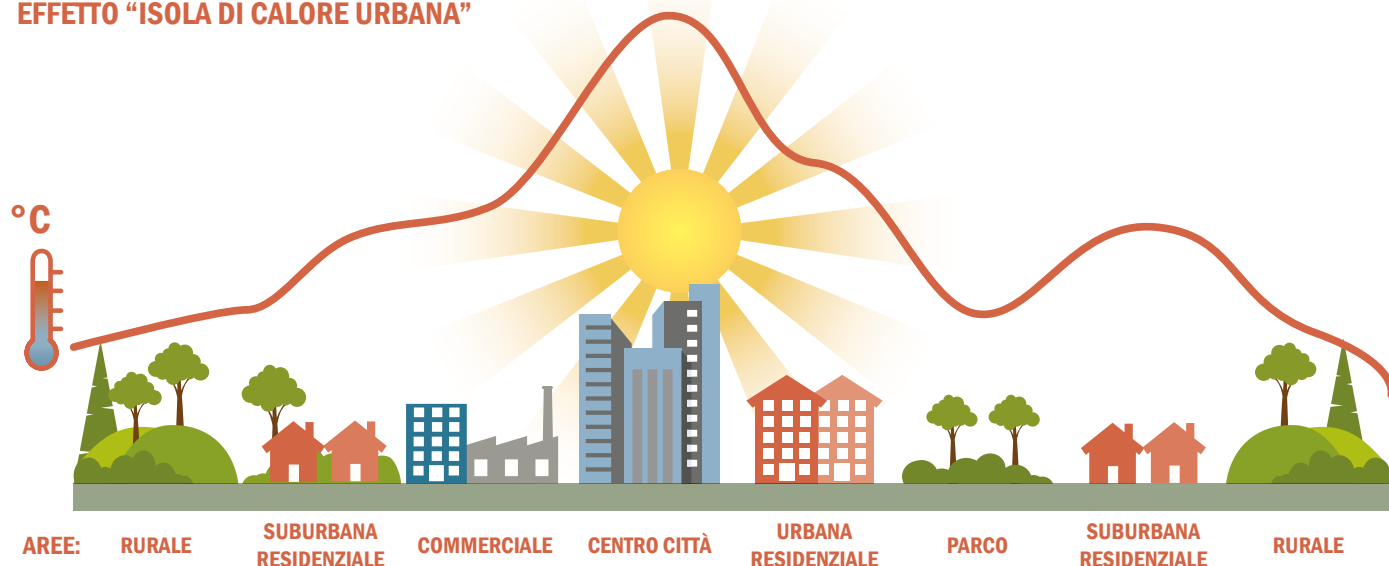 EFFETTO “ISOLA DI CALORE URBANA”
°C
AREE:
RURALE
SUBURBANA
RESIDENZIALE
COMMERCIALE
CENTRO CITTÀ
URBANA
RESIDENZIALE
PARCO
SUBURBANA
RESIDENZIALE
RURALE